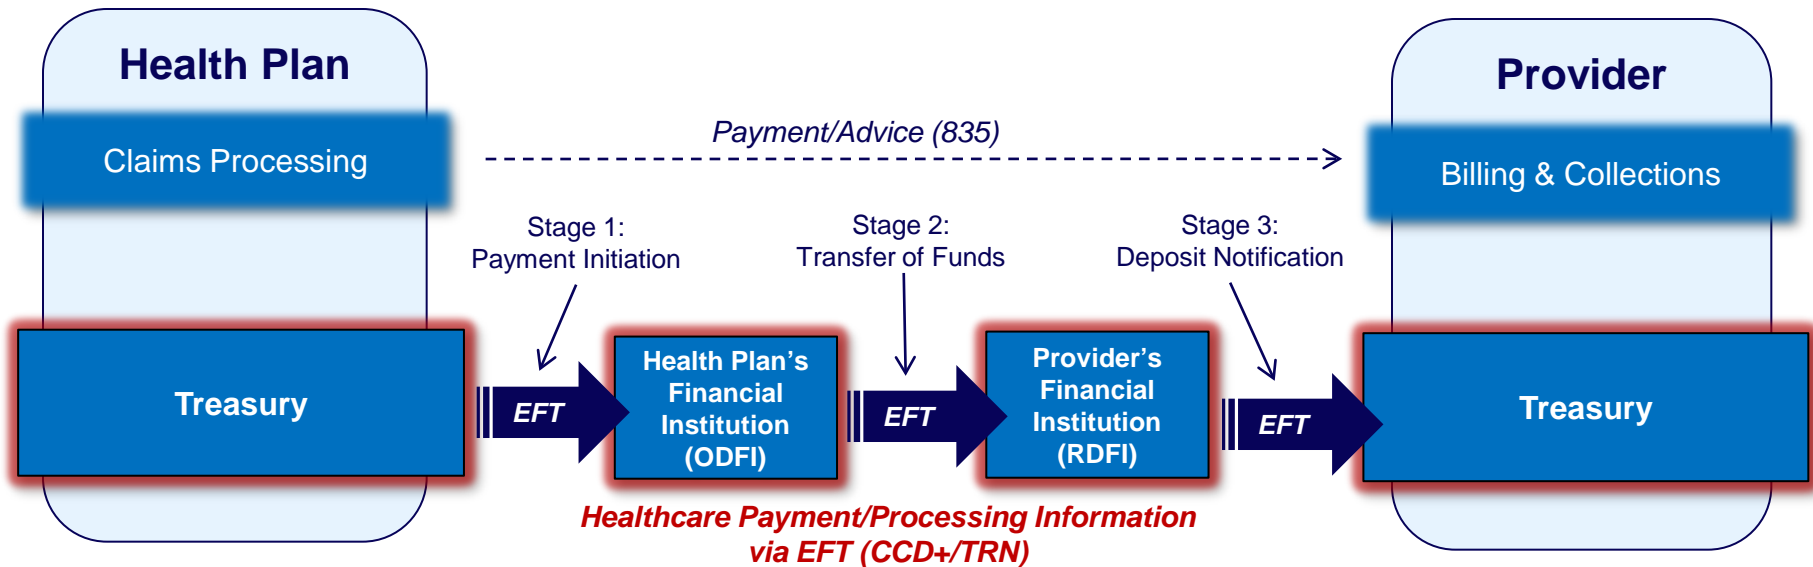 Health Plan
Provider
Claims Processing
Payment/Advice (835)
Billing & Collections
Stage 1:
Payment Initiation
Stage 2:
Transfer of Funds
Stage 3:
Deposit Notification
Treasury
EFT
Health Plan’s
Financial
Institution
(ODFI)
EFT
Provider’s
Financial
Institution
(RDFI)
EFT
Treasury
Healthcare Payment/Processing Information
via EFT (CCD+/TRN)